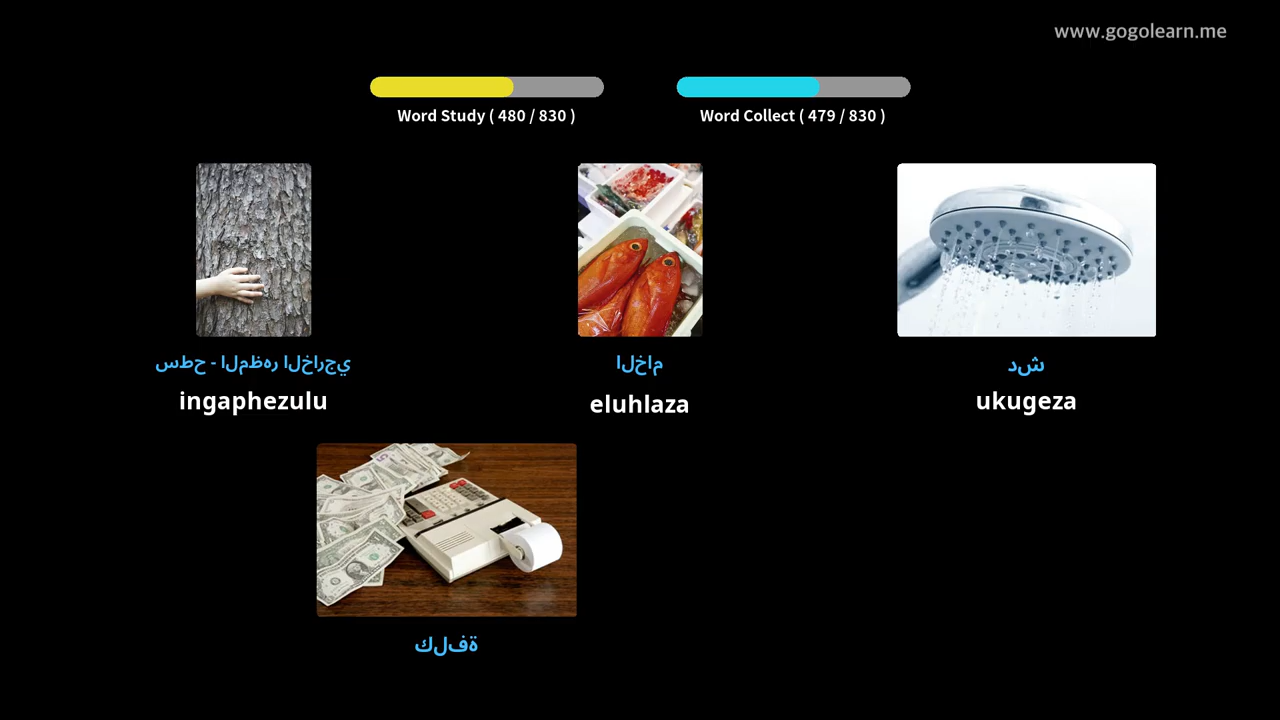 www.gogolearn.me
Word Study ( 480 / 830 )
Word Collect ( 479 / 830 )
سطح - المظهر الخارجي
ingaphezulu
الخام
eluhlaza
دش
ukugeza
كلفة